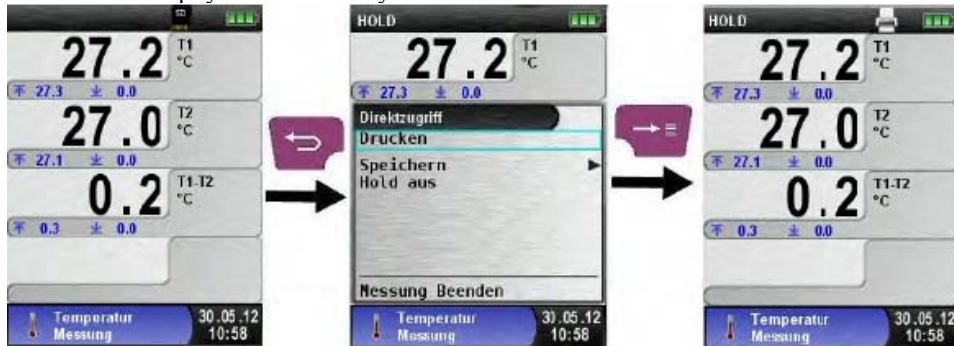 SD
27.2 T1 °C
27.3 0.0
27.0 T2 °C
27.1 0.0
0.2 T1-T2 °C
0.3 0.0
Temperatur Messung
30.05.12
10:58
HOLD
27.2 T1 °C
27.3 0.0
Direktzugriff
Drucken
Speichern
Hold aus
Messung Beenden
Temperatur Messung
30.05.12
10:58
HOLD
27.2 T1 °C
27.3 0.0
27.0 T2 °C
27.1 0.0
0.2 T1-T2 °C
0.3 0.0
Temperatur Messung
30.05.12
10:58